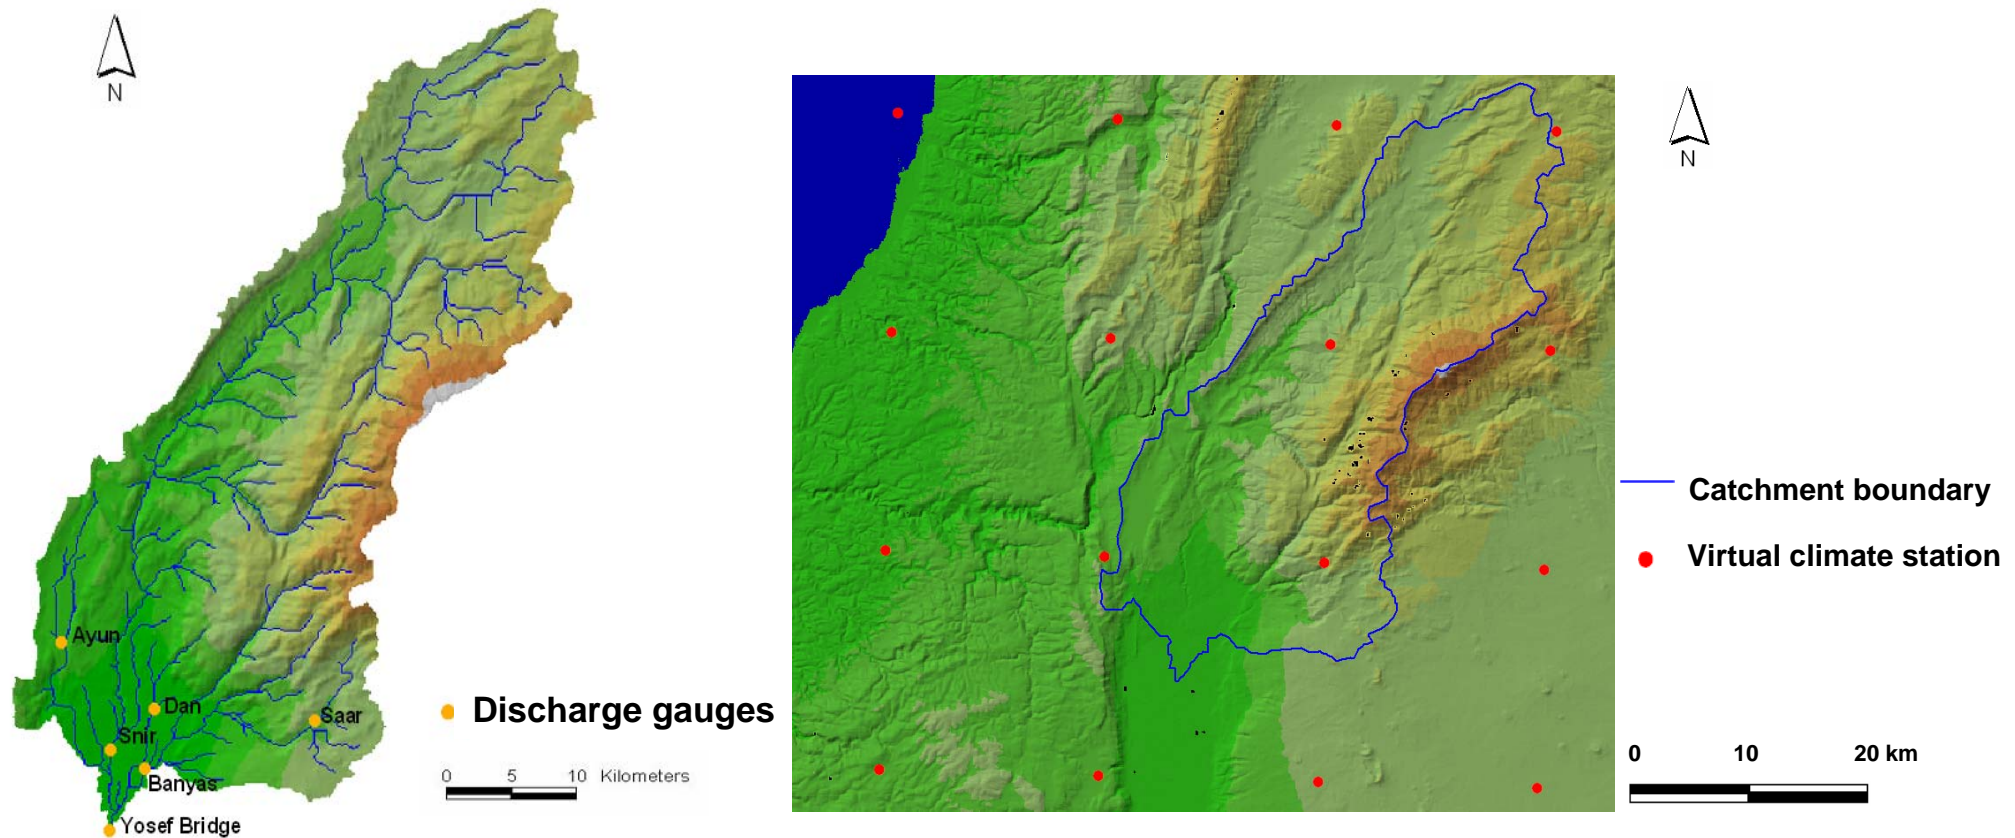 N
Ayun
Dan
Saar
Snir
Banyas
Yosef Bridge
Discharge gauges
0 5 10 Kilometers
N
Catchment boundary
Virtual climate station
0 10 20 km